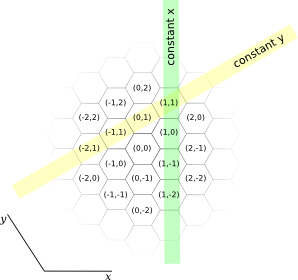 constant x
constant y
(0,2)
(-1,2) (1,1)
(-2,2) (0,1) (2,0)
(-1,1) (1,0)
(-2,1) (0,0) (2,-1)
(-1,0) (1,-1)
(-2,0) (0,-1) (2,-2)
(-1,-1) (1,-2)
(0,-2)
y
x